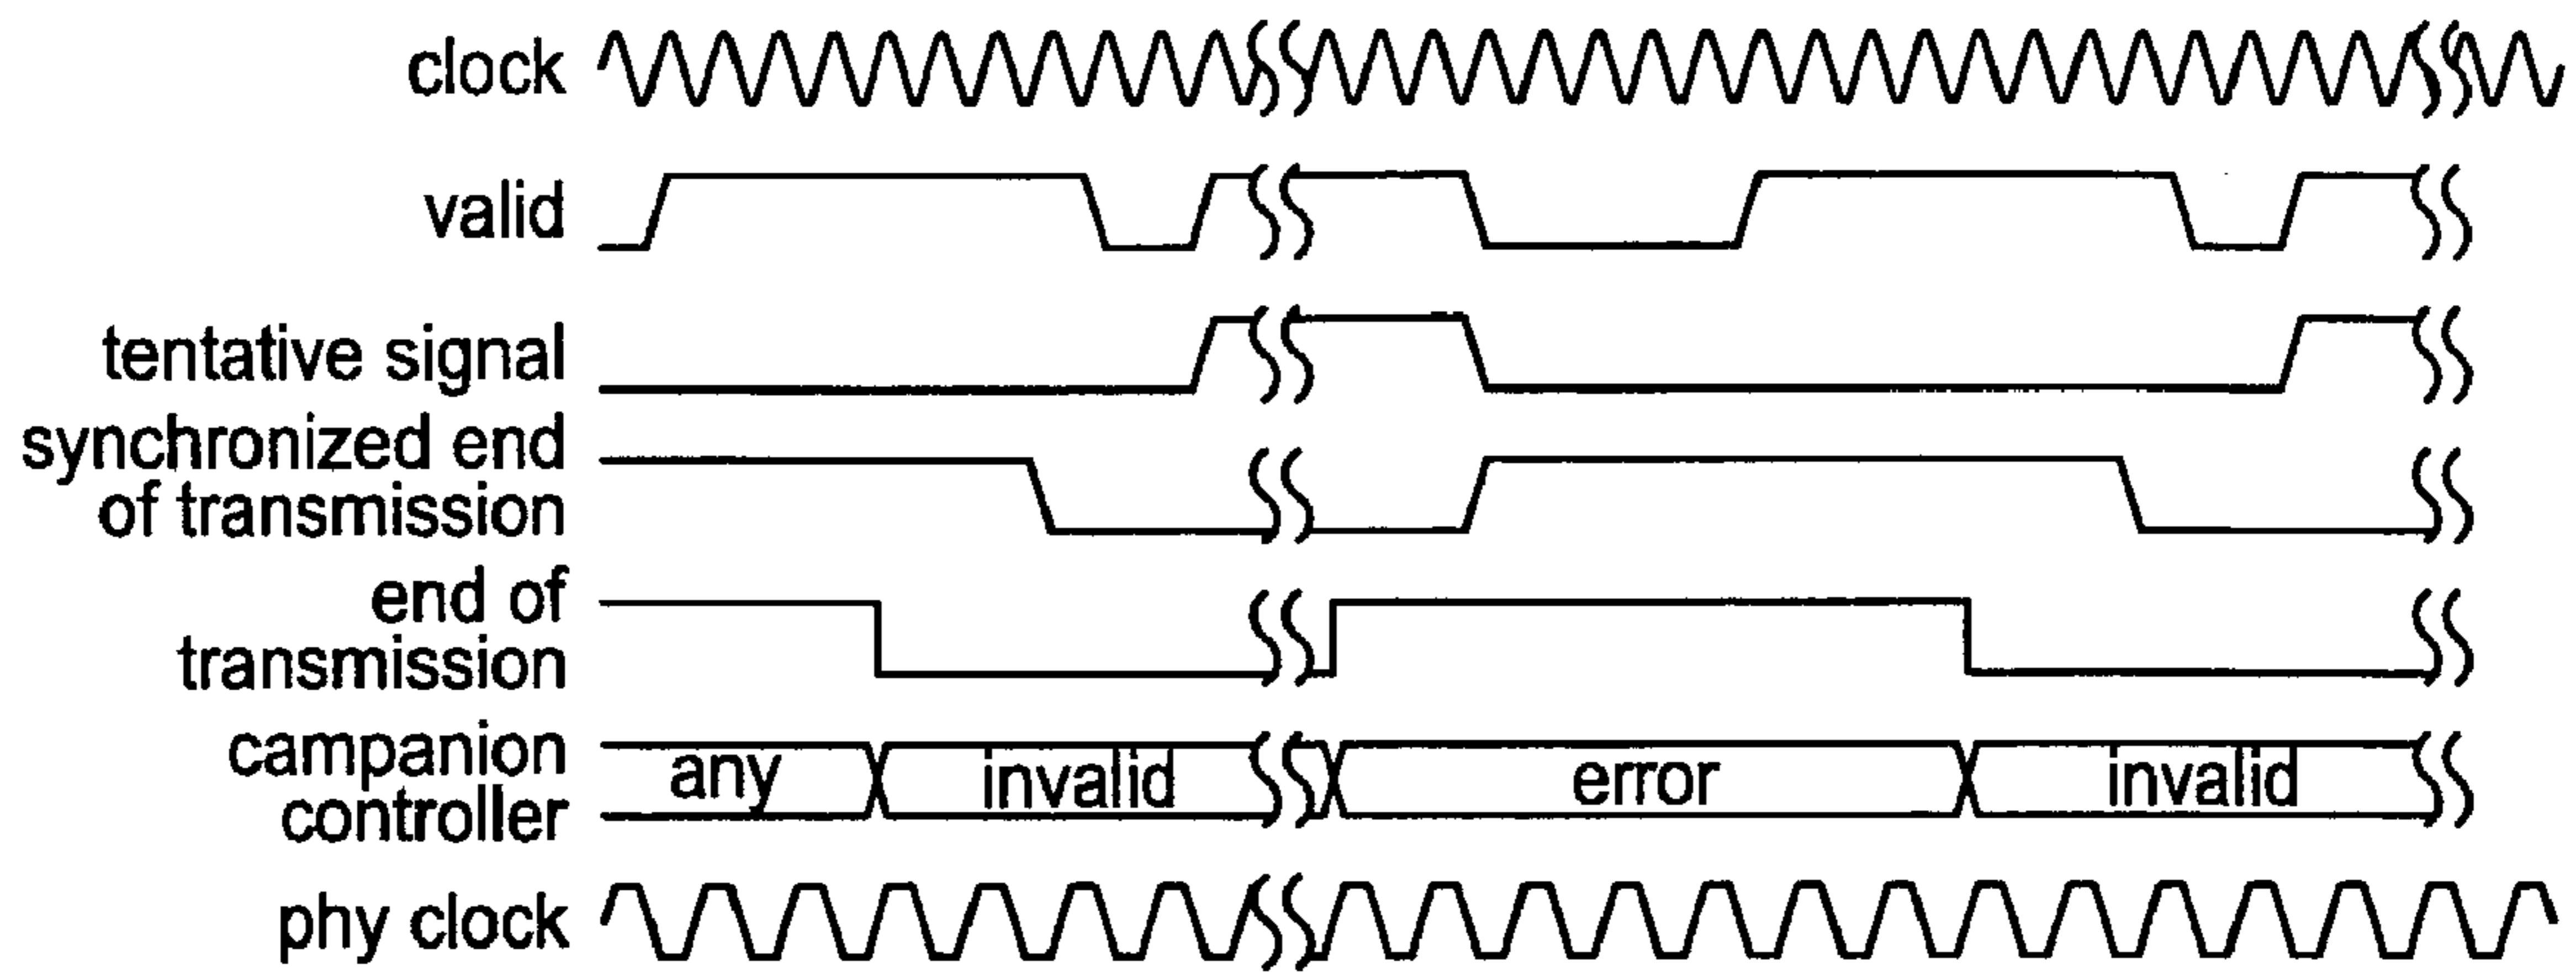 clock
valid
tentative signal
synchronized end
of transmission
end of
transmission
campanion
controller
any
invalid
error
invalid
phy clock